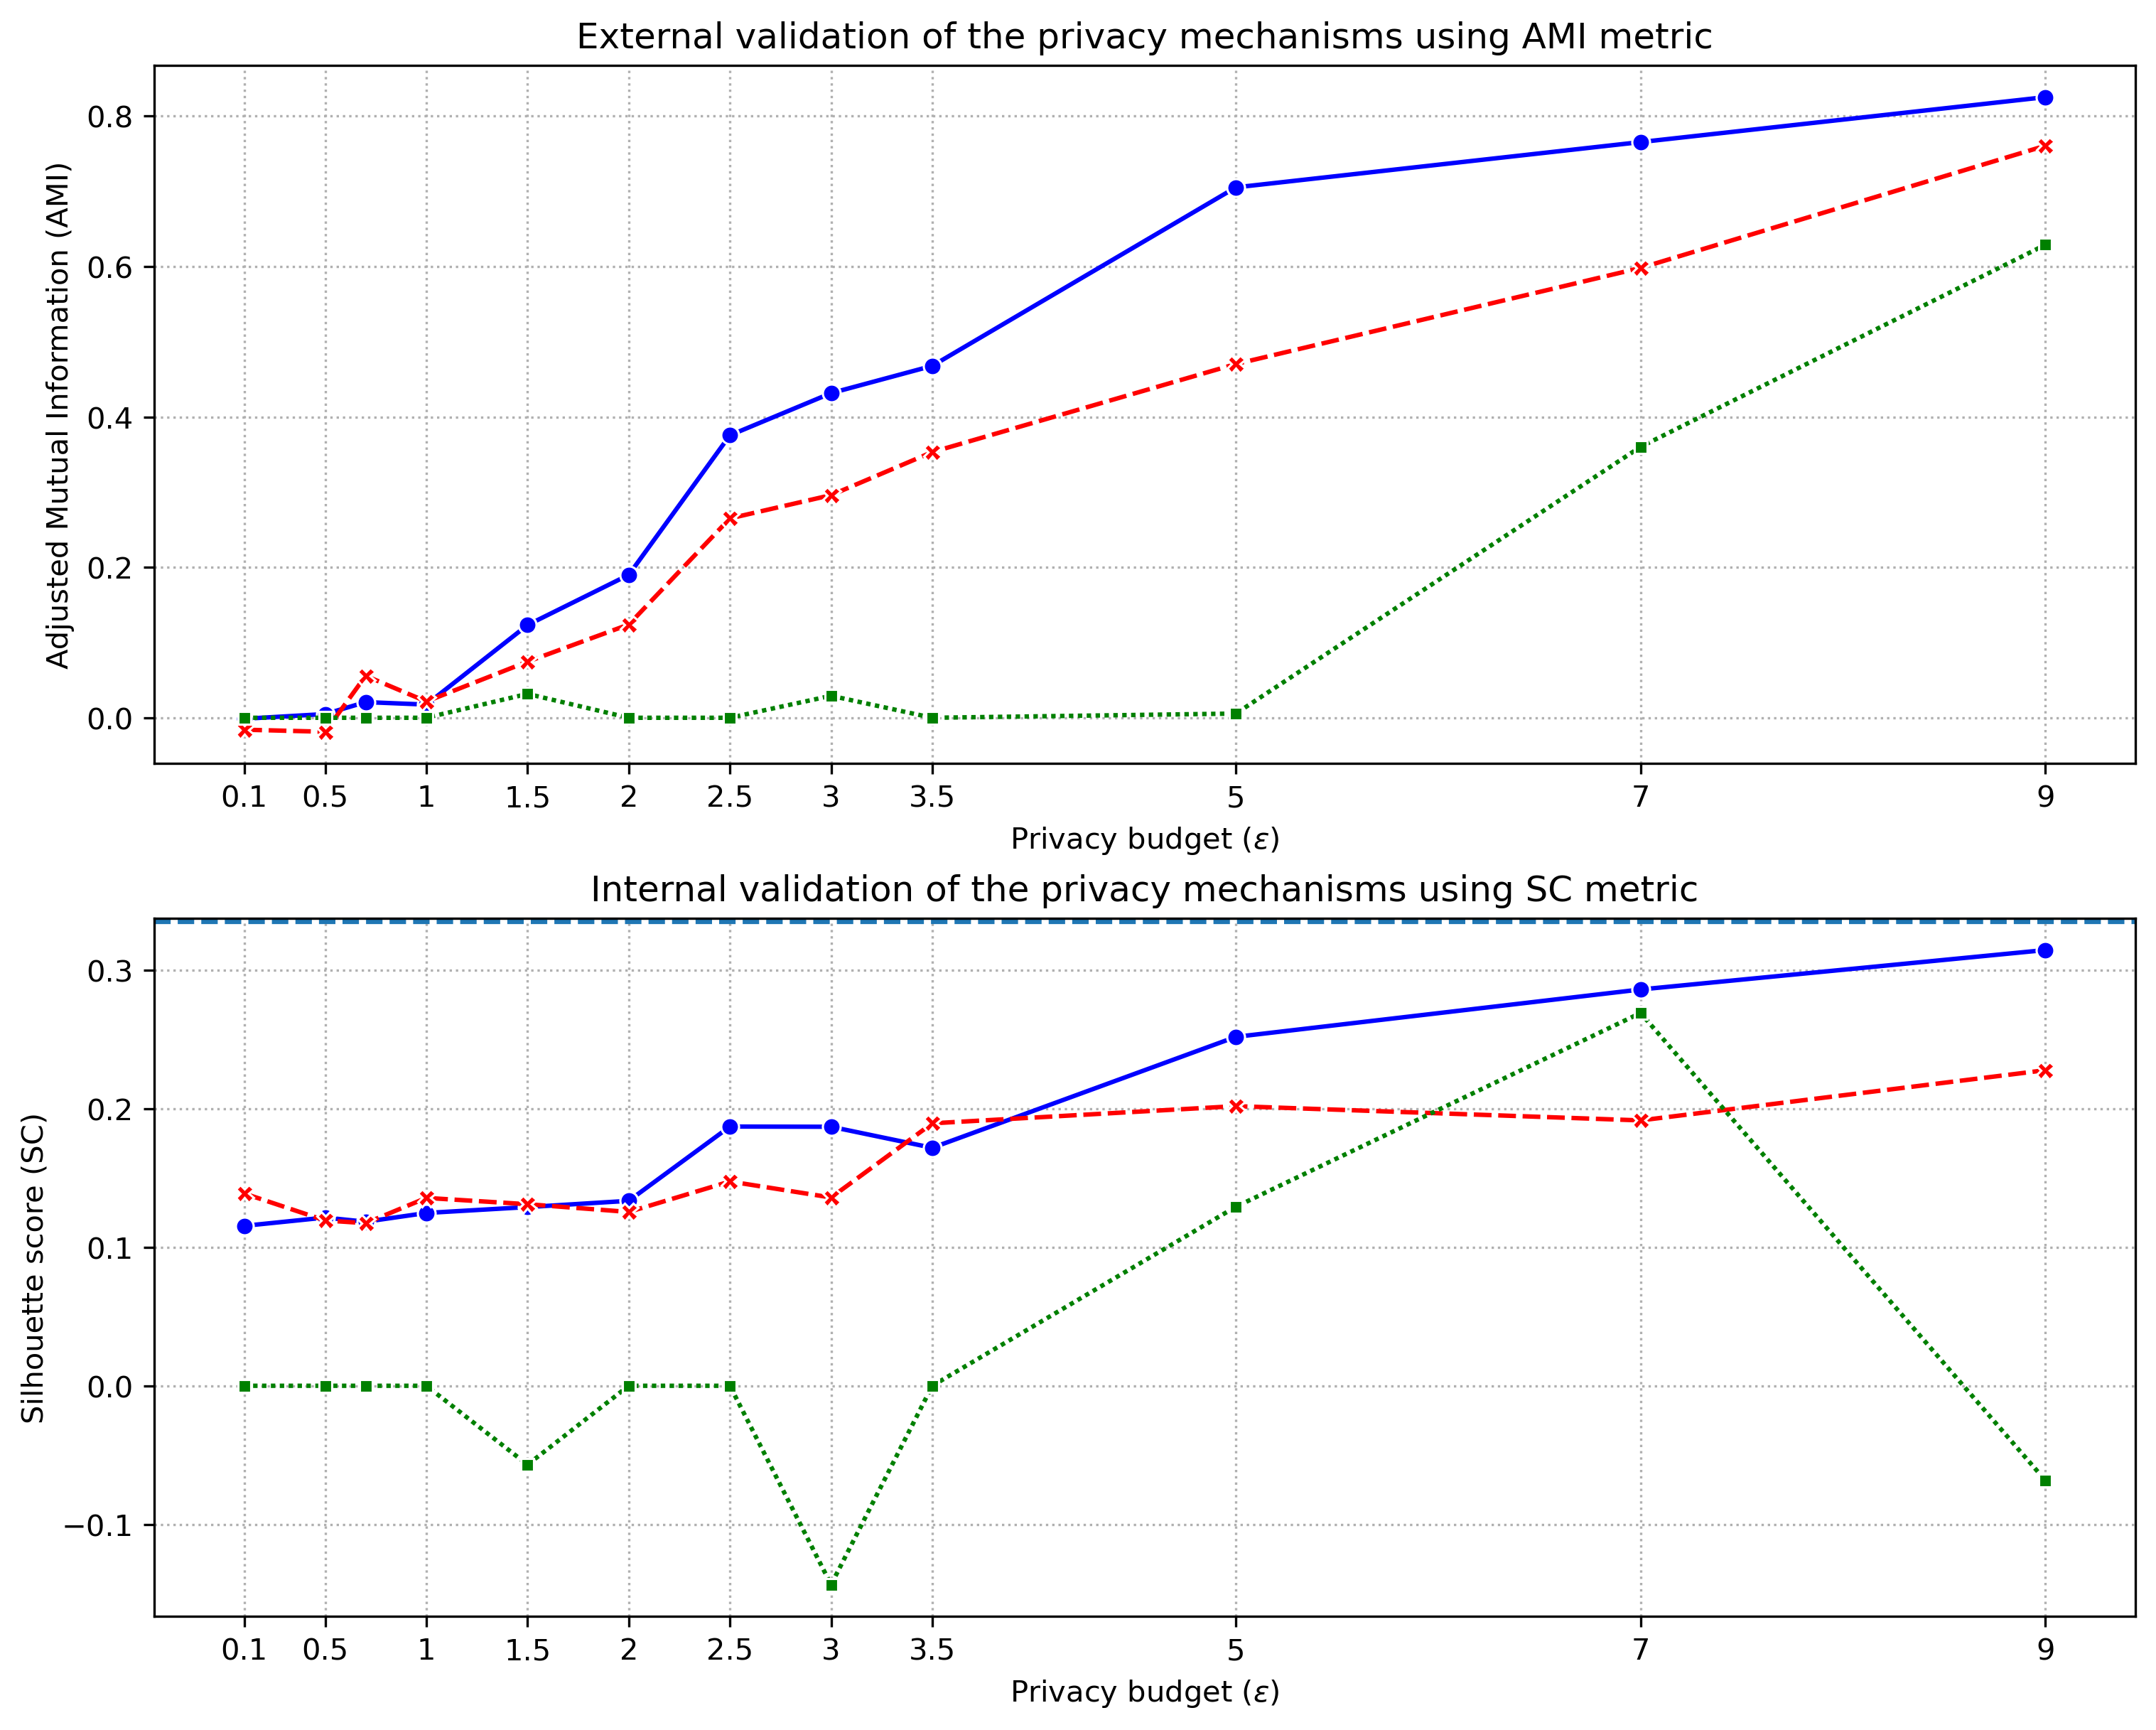 External validation of the privacy mechanisms using AMI metric
Adjusted Mutual Information (AMI)
0.8
0.6
0.4
0.2
0.0
0.1 0.5 1 1.5 2 2.5 3 3.5 5 7 9
Privacy budget (ε)
Internal validation of the privacy mechanisms using SC metric
Silhouette score (SC)
0.3
0.2
0.1
0.0
−0.1
0.1 0.5 1 1.5 2 2.5 3 3.5 5 7 9
Privacy budget (ε)